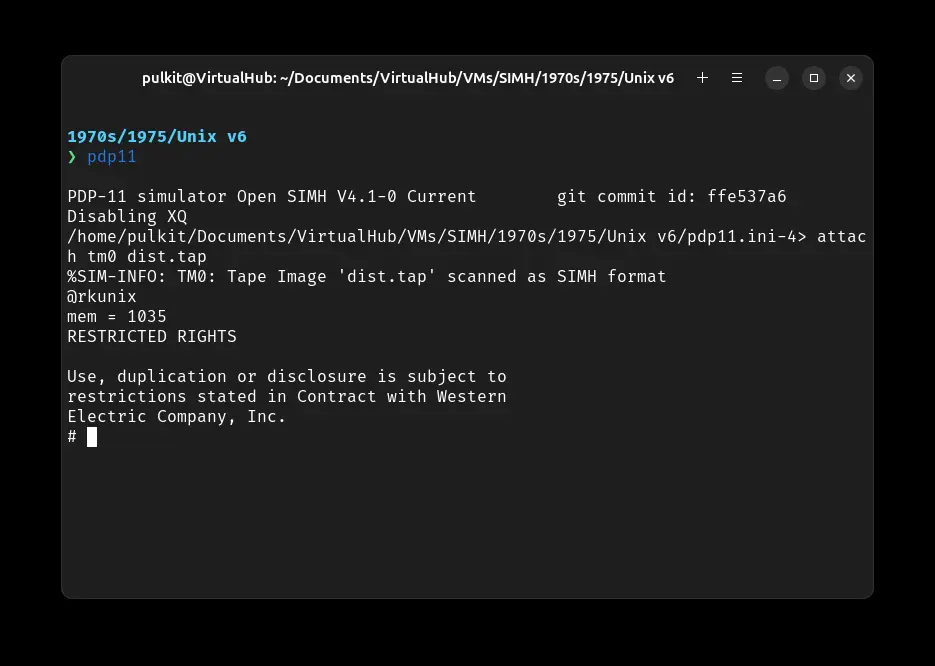 pulkit@VirtualHub: ~/Documents/VirtualHub/VMs/SIMH/1970s/1975/Unix v6
1970s/1975/Unix v6
❯ pdp11
PDP-11 simulator Open SIMH V4.1-0 Current        git commit id: ffe537a6
Disabling XQ
/home/pulkit/Documents/VirtualHub/VMs/SIMH/1970s/1975/Unix v6/pdp11.ini-4> attac
h tm0 dist.tap
%SIM-INFO: TM0: Tape Image 'dist.tap' scanned as SIMH format
@rkunix
mem = 1035
RESTRICTED RIGHTS
Use, duplication or disclosure is subject to
restrictions stated in Contract with Western
Electric Company, Inc.
#